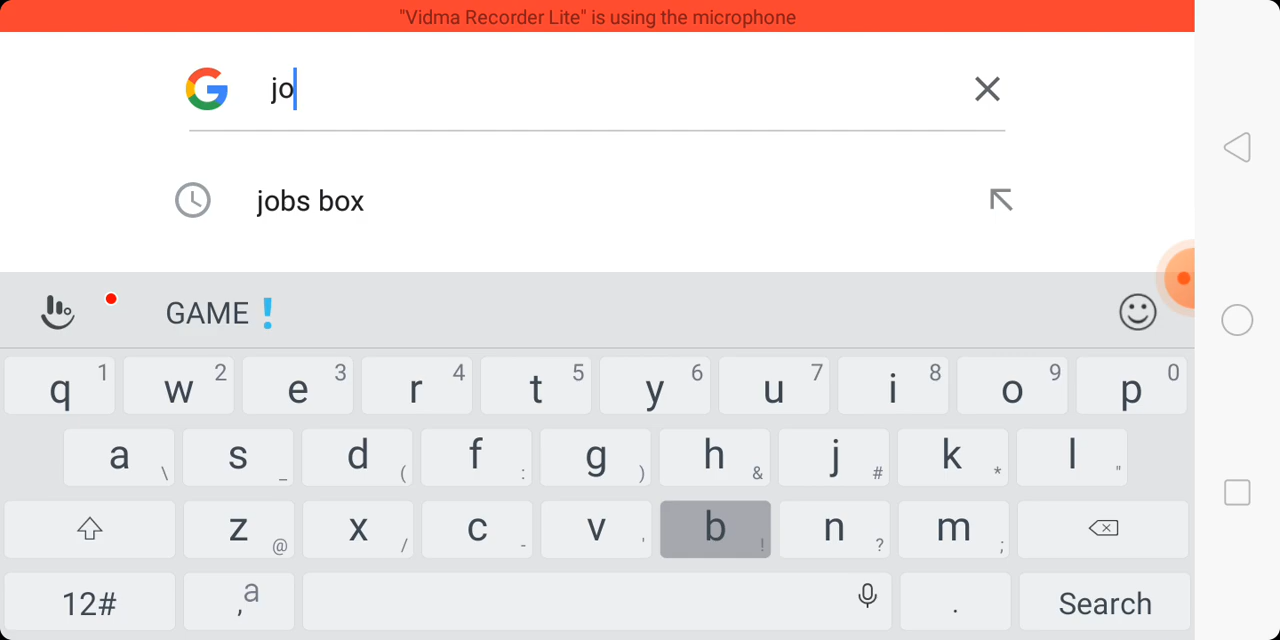 "Vidma Recorder Lite" is using the microphone
jo
jobs box
GAME❗
q 1 w 2 e 3 r 4 t 5 y 6 u 7 i 8 o 9 p 0
a \ s _ d ( f : g ) h & j # k * l "
z @ x / c - v ' b ! n ? m ;
12# , a . Search